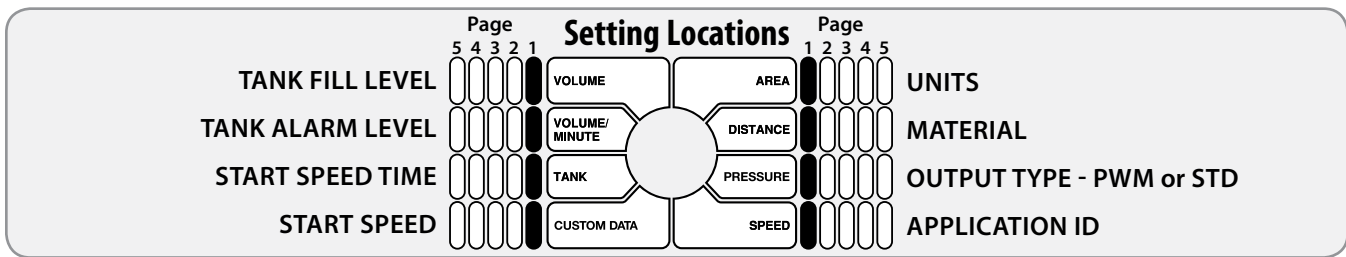 Setting Locations
Page Page
5 4 3 2 1 1 2 3 4 5
TANK FILL LEVEL VOLUME AREA UNITS
TANK ALARM LEVEL VOLUME/ MINUTE DISTANCE MATERIAL
START SPEED TIME TANK PRESSURE OUTPUT TYPE - PWM or STD
START SPEED CUSTOM DATA SPEED APPLICATION ID